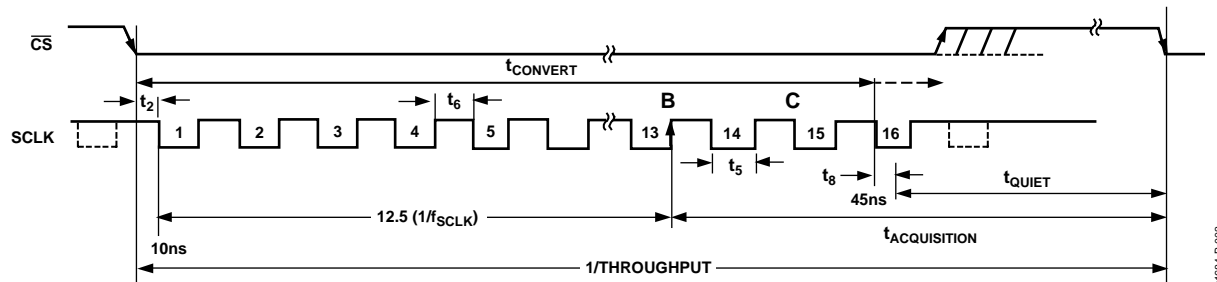 CS
tCONVERT
t2
t6
B
C
SCLK
1
2
3
4
5
13
14
15
16
t5
t8
tQUIET
45ns
12.5 (1/fSCLK)
tACQUISITION
10ns
1/THROUGHPUT